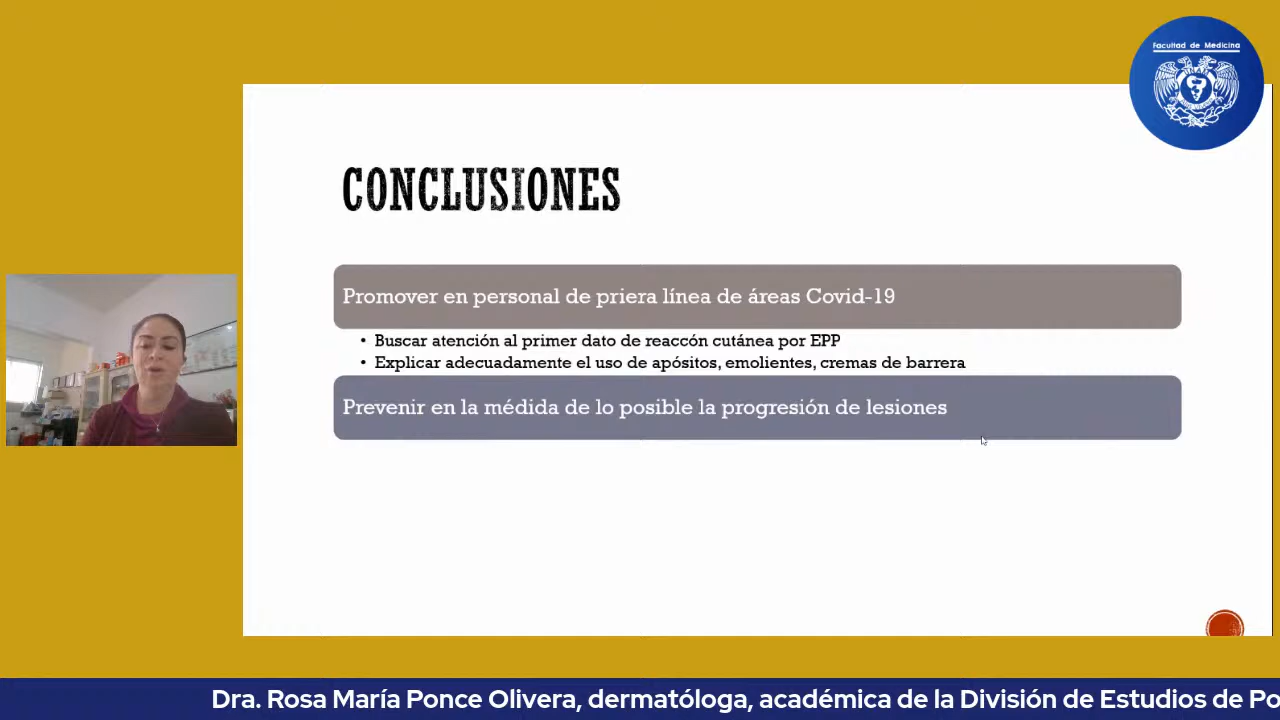 Facultad de Medicina
CONCLUSIONES
Promover en personal de priera línea de áreas Covid-19
• Buscar atención al primer dato de reaccón cutánea por EPP
• Explicar adecuadamente el uso de apósitos, emolientes, cremas de barrera
Prevenir en la médida de lo posible la progresión de lesiones
Dra. Rosa María Ponce Olivera, dermatóloga, académica de la División de Estudios de Po